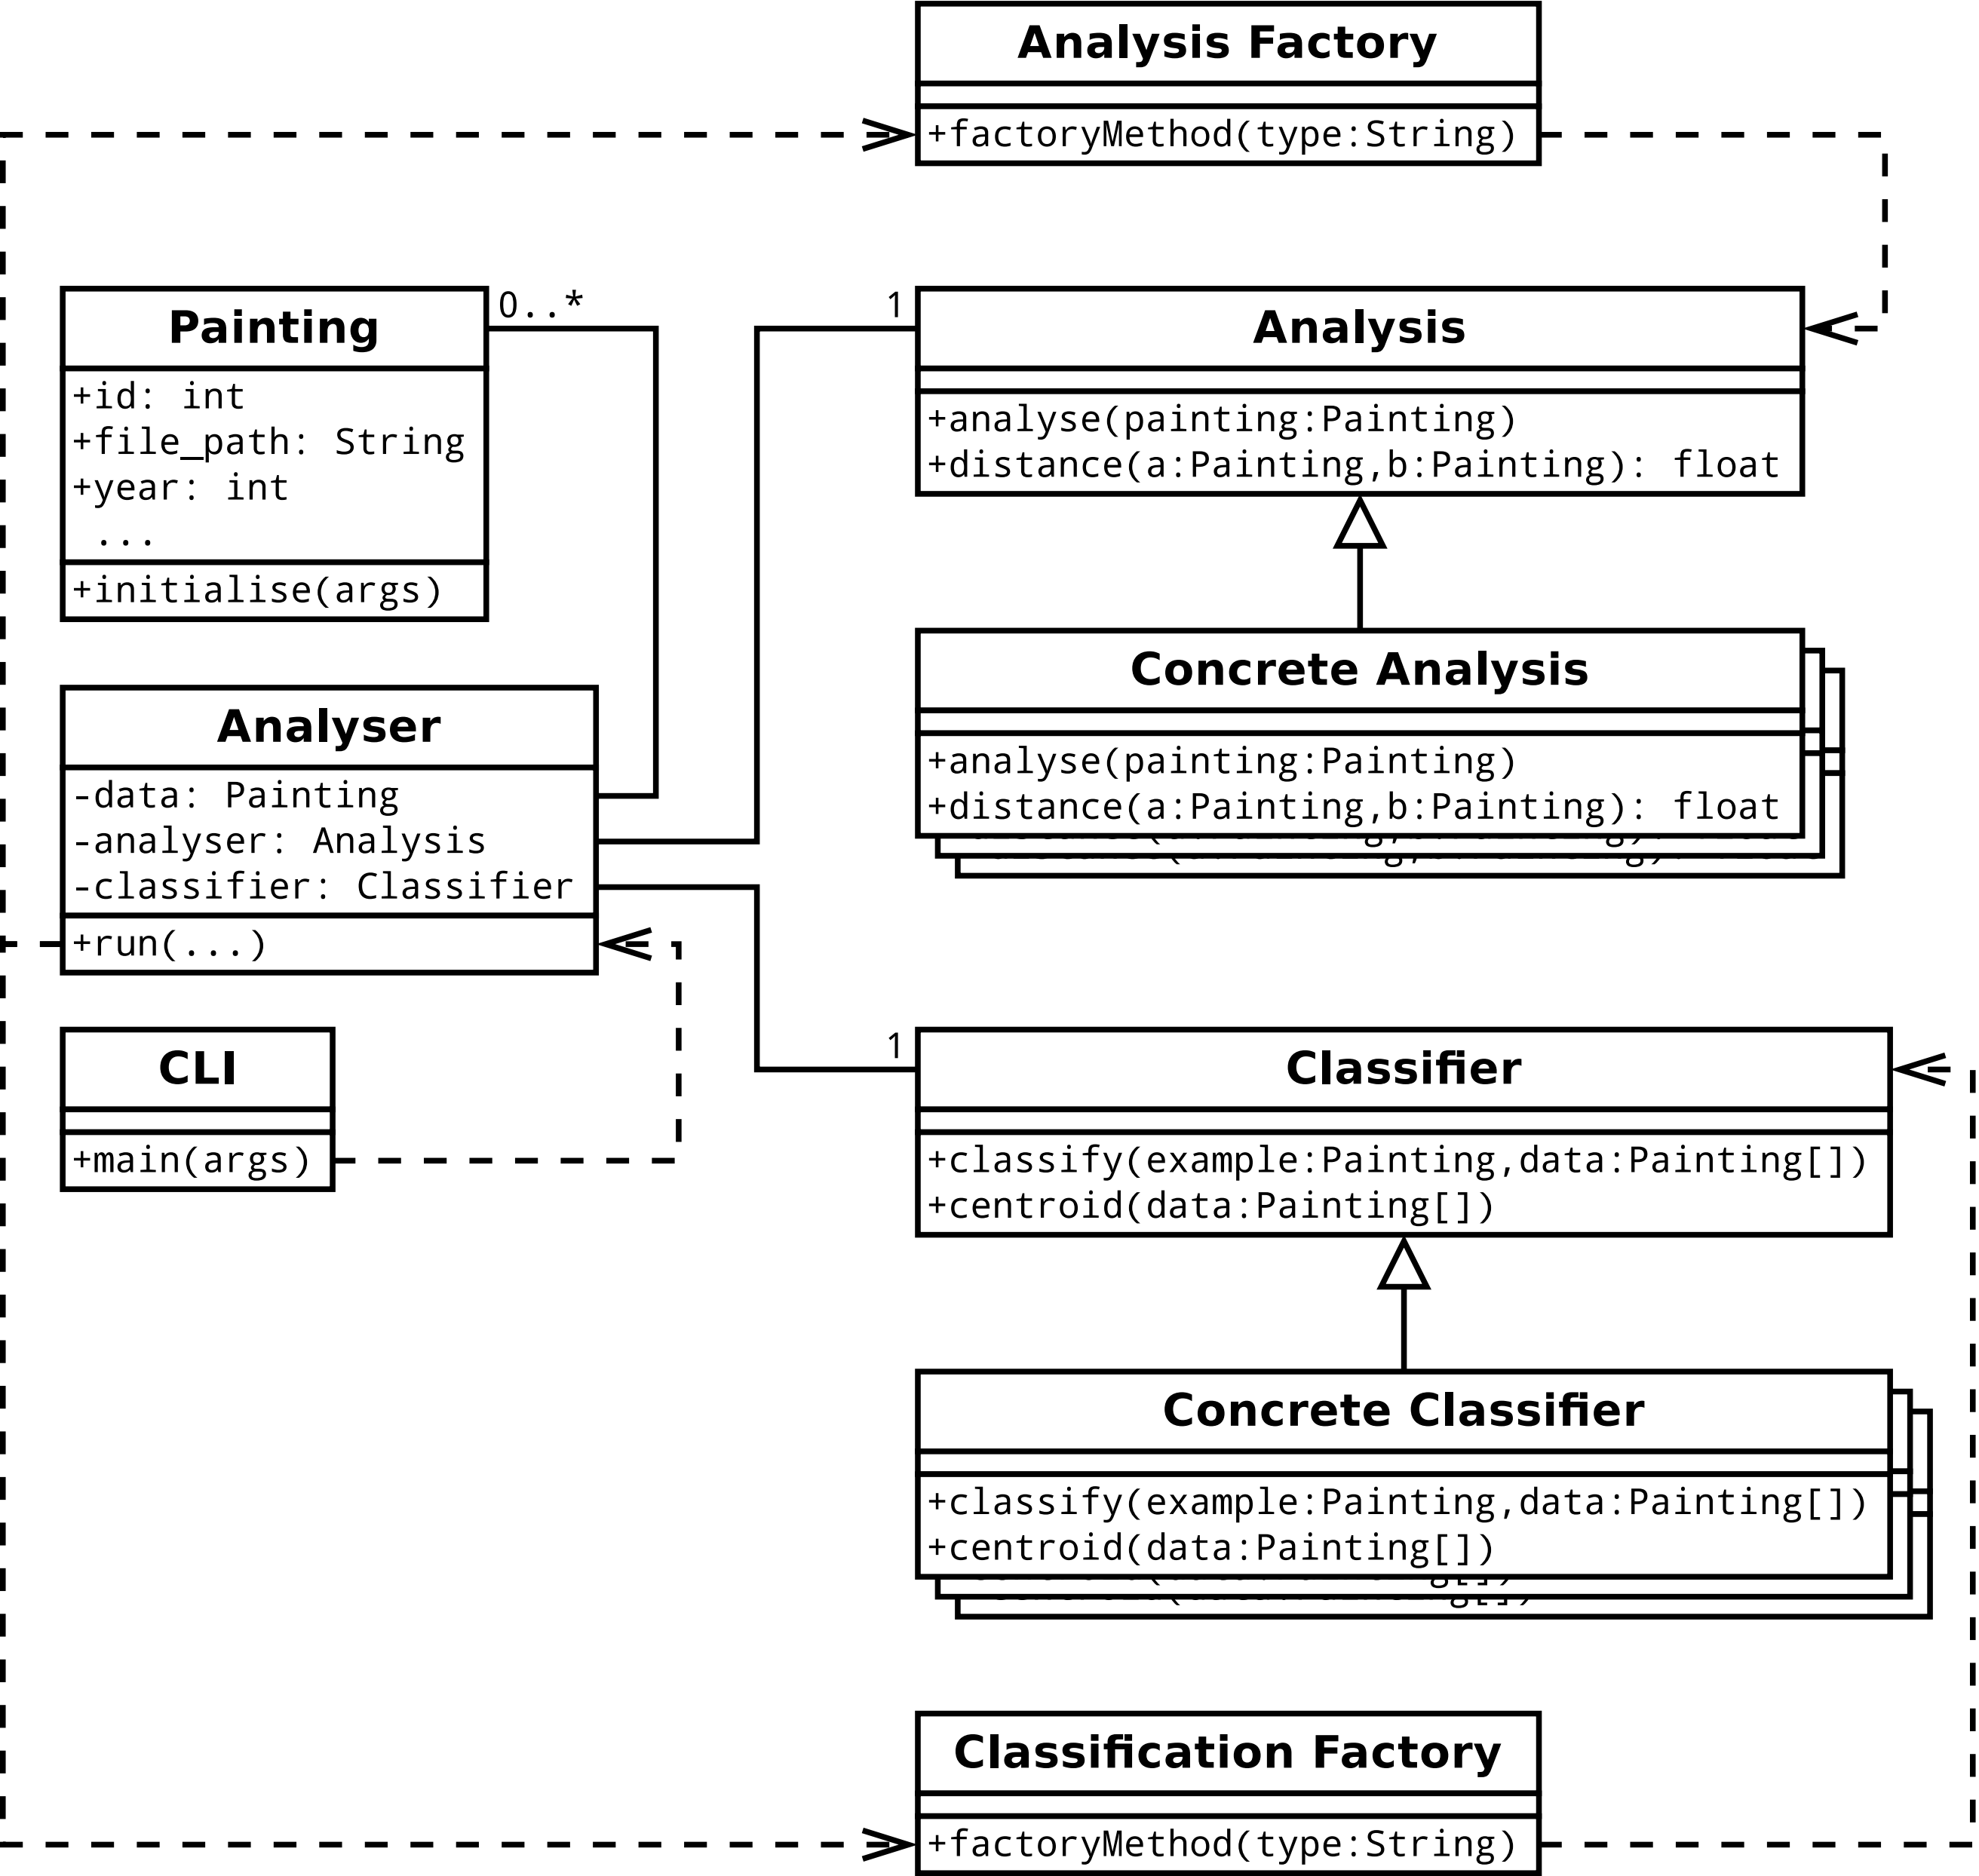 Analysis Factory
+factoryMethod(type:String)
Painting
+id: int
+file_path: String
+year: int
...
+initialise(args)
0..*
1
Analysis
+analyse(painting:Painting)
+distance(a:Painting,b:Painting): float
Concrete Analysis
+analyse(painting:Painting)
+distance(a:Painting,b:Painting): float
Analyser
-data: Painting
-analyser: Analysis
-classifier: Classifier
+run(...)
CLI
+main(args)
1
Classifier
+classify(example:Painting,data:Painting[])
+centroid(data:Painting[])
Concrete Classifier
+classify(example:Painting,data:Painting[])
+centroid(data:Painting[])
Classification Factory
+factoryMethod(type:String)